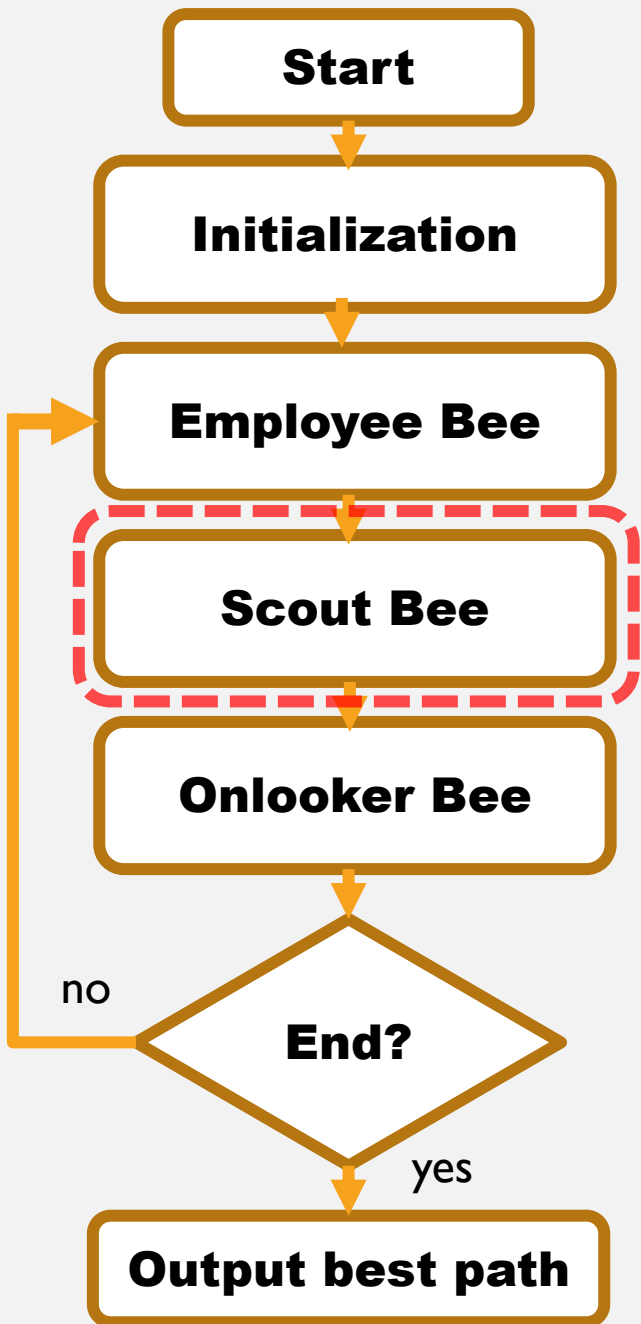 Start
Initialization
Employee Bee
Scout Bee
Onlooker Bee
no
End?
yes
Output best path